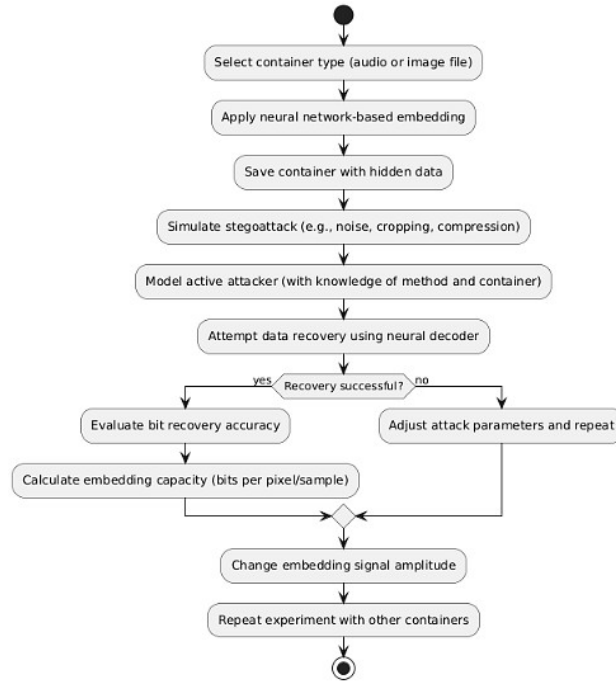 Select container type (audio or image file)
Apply neural network-based embedding
Save container with hidden data
Simulate stegoattack (e.g., noise, cropping, compression)
Model active attacker (with knowledge of method and container)
Attempt data recovery using neural decoder
yes
Recovery successful?
no
Evaluate bit recovery accuracy
Adjust attack parameters and repeat
Calculate embedding capacity (bits per pixel/sample)
Change embedding signal amplitude
Repeat experiment with other containers